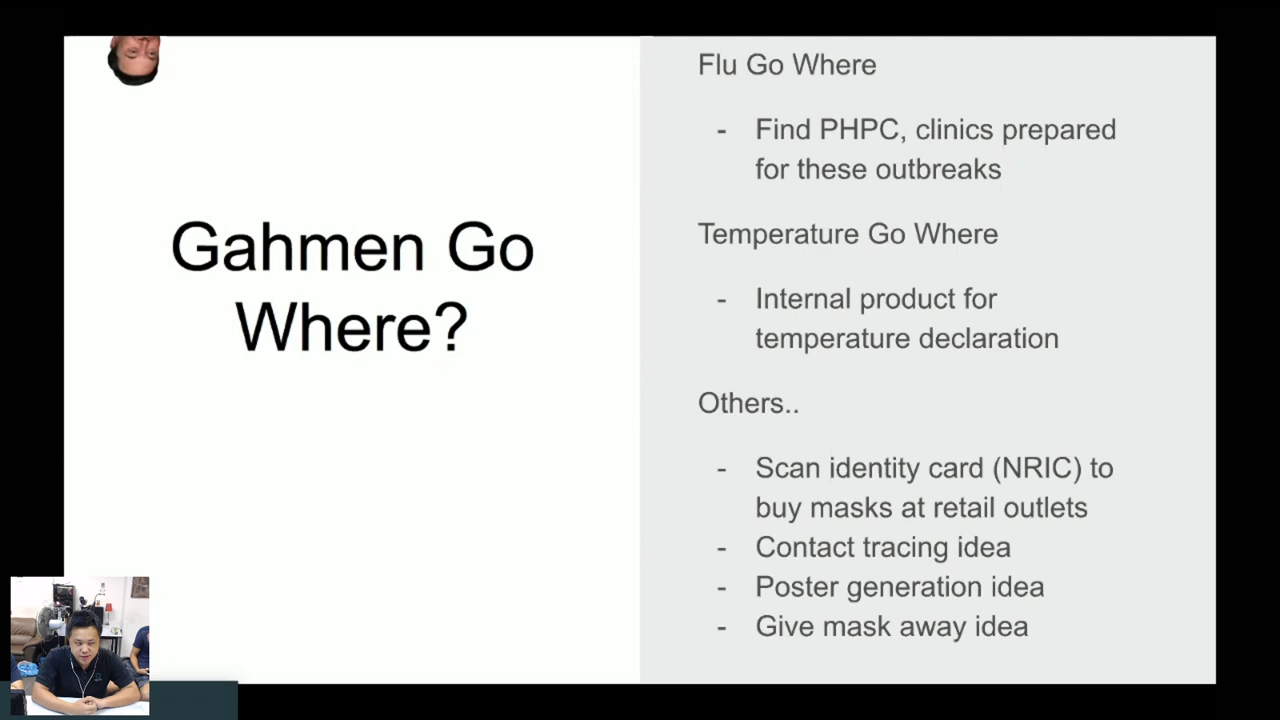 Gahmen Go
Where?
Flu Go Where
- Find PHPC, clinics prepared
for these outbreaks
Temperature Go Where
- Internal product for
temperature declaration
Others..
- Scan identity card (NRIC) to
buy masks at retail outlets
- Contact tracing idea
- Poster generation idea
- Give mask away idea